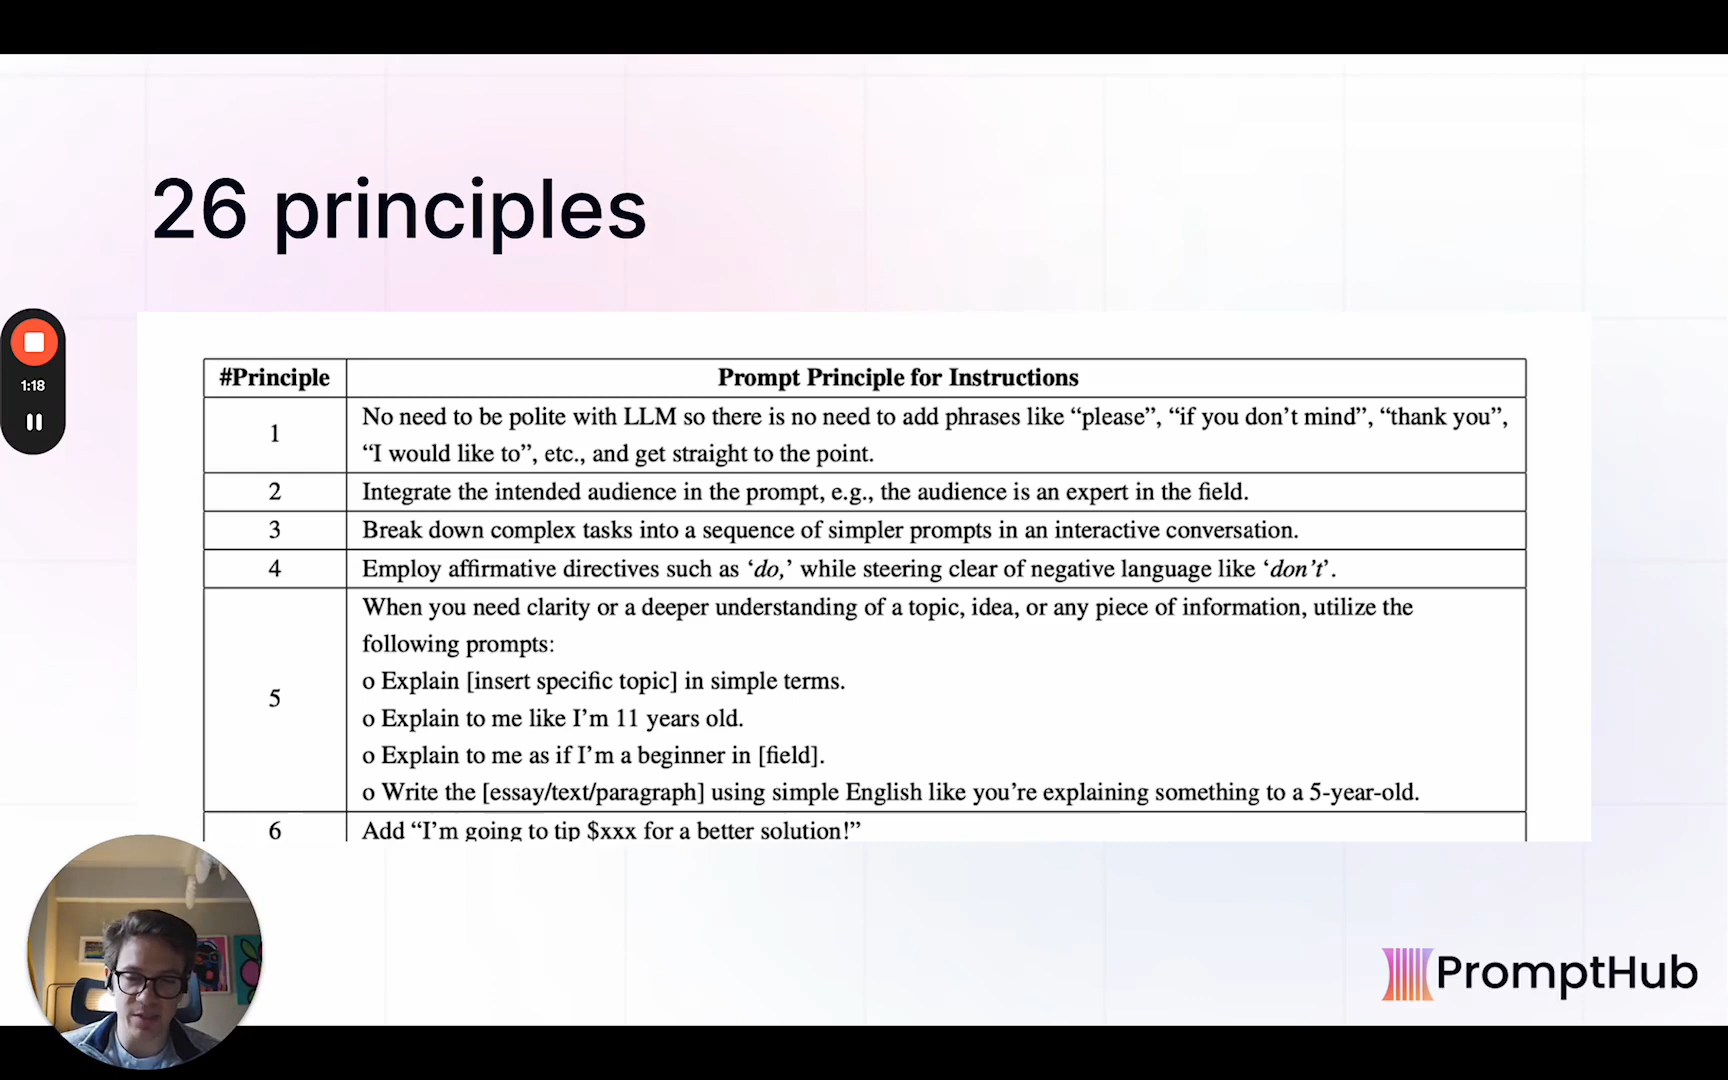 26 principles
1:18
#Principle Prompt Principle for Instructions
1 No need to be polite with LLM so there is no need to add phrases like “please”, “if you don’t mind”, “thank you”,
“I would like to”, etc., and get straight to the point.
2 Integrate the intended audience in the prompt, e.g., the audience is an expert in the field.
3 Break down complex tasks into a sequence of simpler prompts in an interactive conversation.
4 Employ affirmative directives such as ‘do,’ while steering clear of negative language like ‘don’t’.
5 When you need clarity or a deeper understanding of a topic, idea, or any piece of information, utilize the
following prompts:
o Explain [insert specific topic] in simple terms.
o Explain to me like I’m 11 years old.
o Explain to me as if I’m a beginner in [field].
o Write the [essay/text/paragraph] using simple English like you’re explaining something to a 5-year-old.
6 Add “I’m going to tip $xxx for a better solution!”
PromptHub